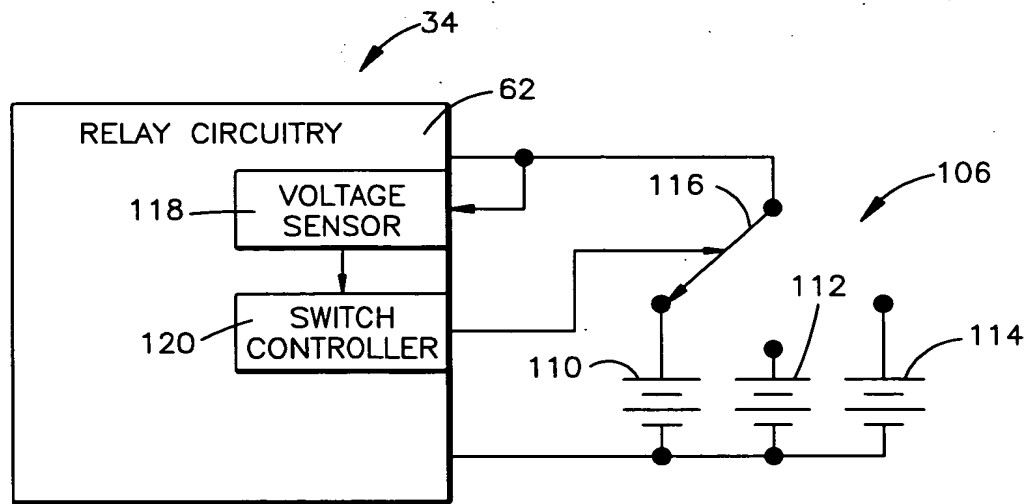 34
62
RELAY CIRCUITRY
116
106
118
VOLTAGE
SENSOR
112
120
SWITCH
CONTROLLER
110
114